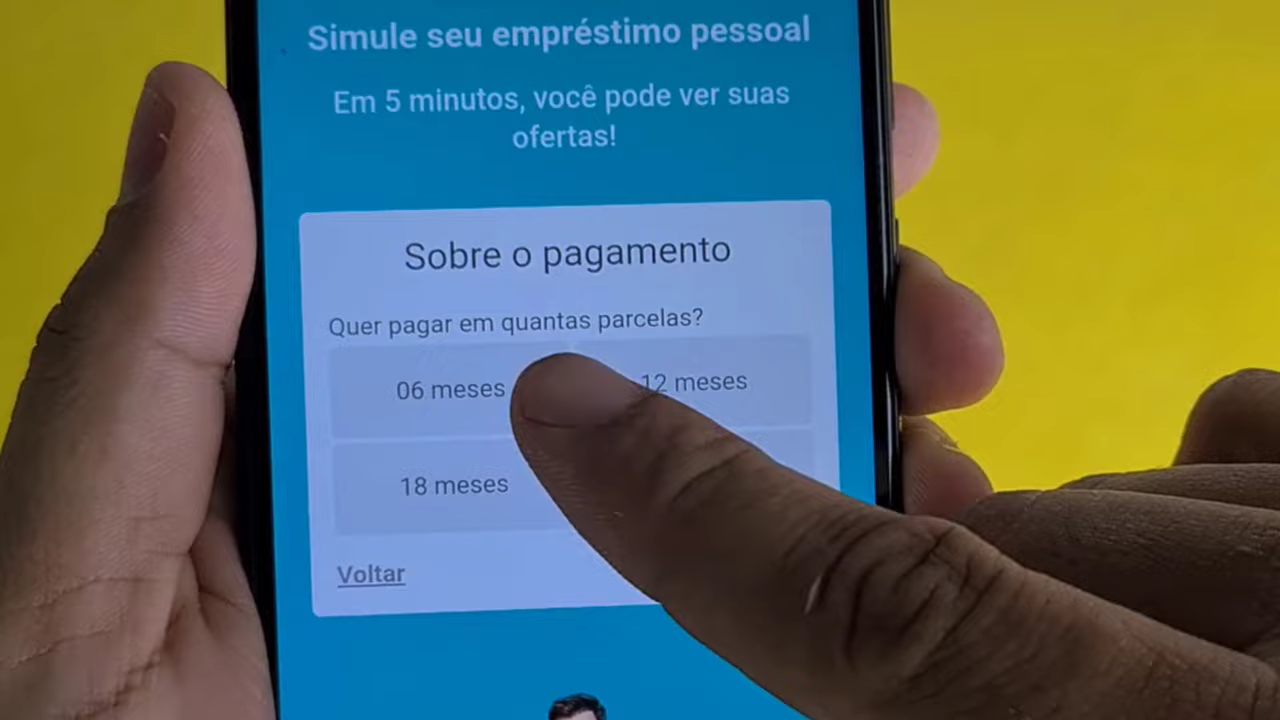 Simule seu empréstimo pessoal
Em 5 minutos, você pode ver suas
ofertas!
Sobre o pagamento
Quer pagar em quantas parcelas?
06 meses 12 meses
18 meses
Voltar